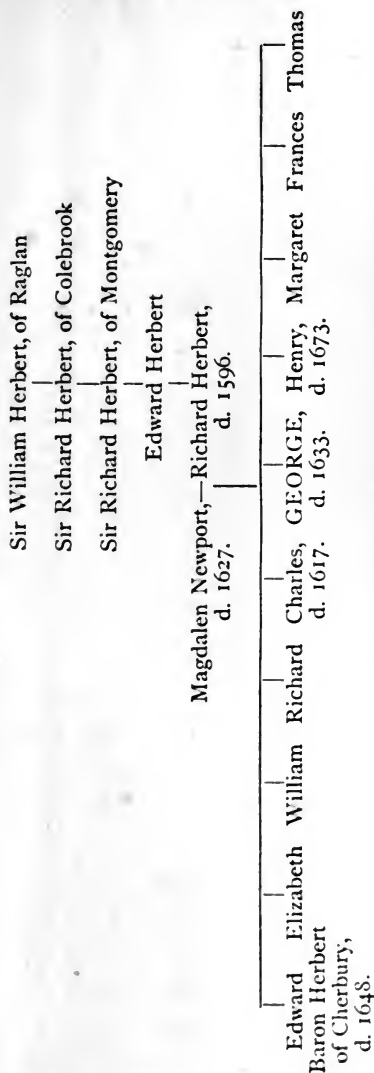 Sir William Herbert, of Raglan
Sir Richard Herbert, of Colebrook
Sir Richard Herbert, of Montgomery
Edward Herbert
Magdalen Newport,—Richard Herbert,
d. 1627. d. 1596.
Edward Elizabeth William Richard Charles, GEORGE, Henry, Margaret Frances Thomas
Baron Herbert d. 1617. d. 1633. d. 1673.
of Cherbury,
d. 1648.